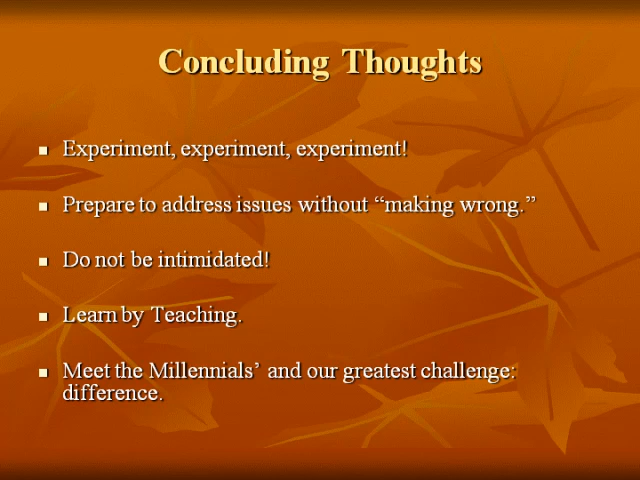 Concluding Thoughts
Experiment, experiment, experiment!
Prepare to address issues without “making wrong.”
Do not be intimidated!
Learn by Teaching.
Meet the Millennials’ and our greatest challenge:
difference.